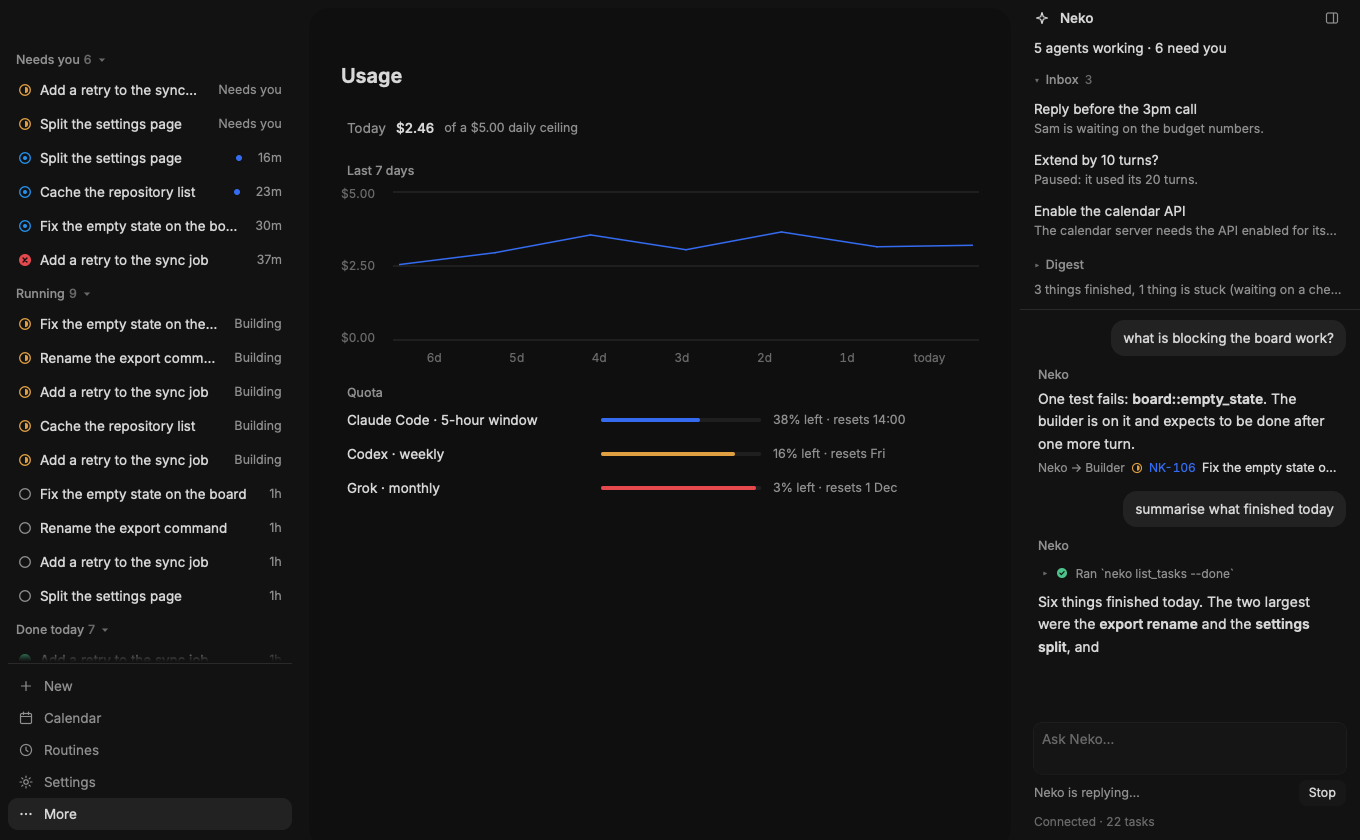 Needs you 6
Add a retry to the sync... Needs you
Split the settings page Needs you
Split the settings page 16m
Cache the repository list 23m
Fix the empty state on the bo... 30m
Add a retry to the sync job 37m
Running 9
Fix the empty state on the... Building
Rename the export comm... Building
Add a retry to the sync job Building
Cache the repository list Building
Add a retry to the sync job Building
Fix the empty state on the board 1h
Rename the export command 1h
Add a retry to the sync job 1h
Split the settings page 1h
Done today 7
Add a retry to the sync job 1h
New
Calendar
Routines
Settings
More
Usage
Today $2.46 of a $5.00 daily ceiling
Last 7 days
$5.00
$2.50
$0.00
6d 5d 4d 3d 2d 1d today
Quota
Claude Code · 5-hour window 38% left · resets 14:00
Codex · weekly 16% left · resets Fri
Grok · monthly 3% left · resets 1 Dec
Neko
5 agents working · 6 need you
Inbox 3
Reply before the 3pm call
Sam is waiting on the budget numbers.
Extend by 10 turns?
Paused: it used its 20 turns.
Enable the calendar API
The calendar server needs the API enabled for its...
Digest
3 things finished, 1 thing is stuck (waiting on a che...
what is blocking the board work?
Neko
One test fails: board::empty_state. The
builder is on it and expects to be done after
one more turn.
Neko → Builder NK-106 Fix the empty state o...
summarise what finished today
Neko
Ran `neko list_tasks --done`
Six things finished today. The two largest
were the export rename and the settings
split, and
Ask Neko...
Neko is replying... Stop
Connected · 22 tasks